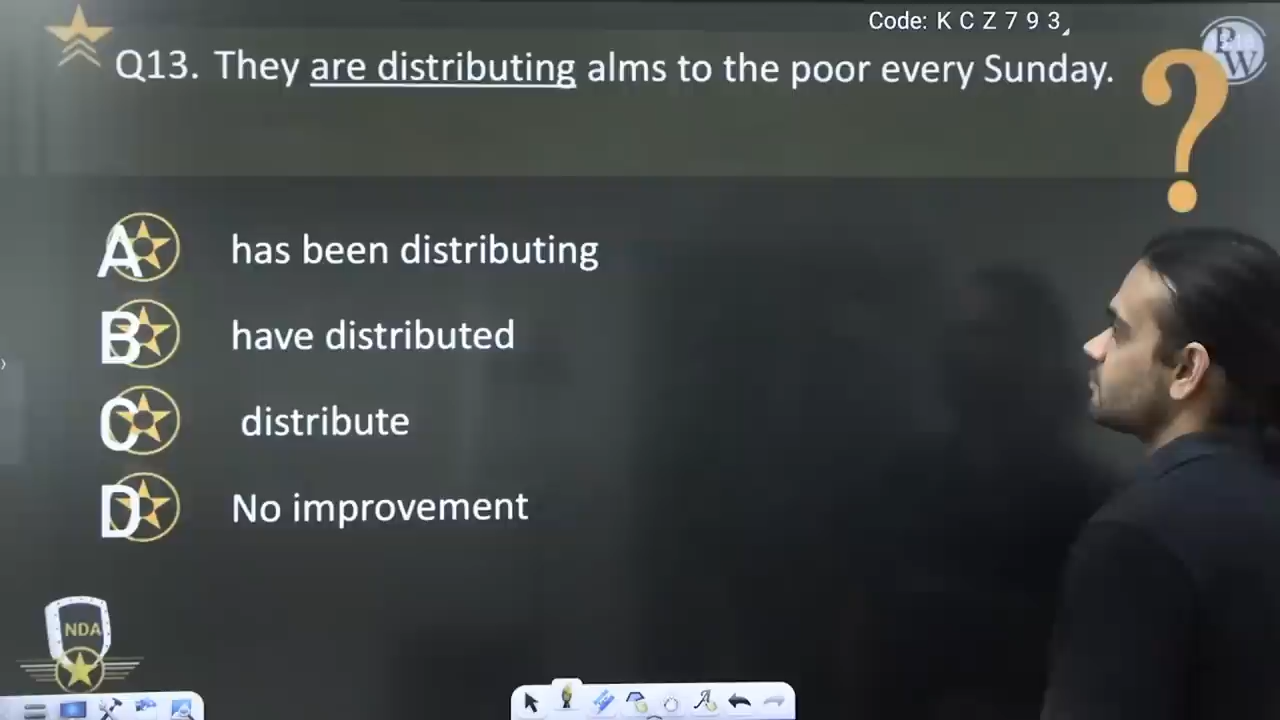 Code: K C Z 7 9 3
PW
Q13. They are distributing alms to the poor every Sunday.
?
A has been distributing
B have distributed
C distribute
D No improvement
NDA